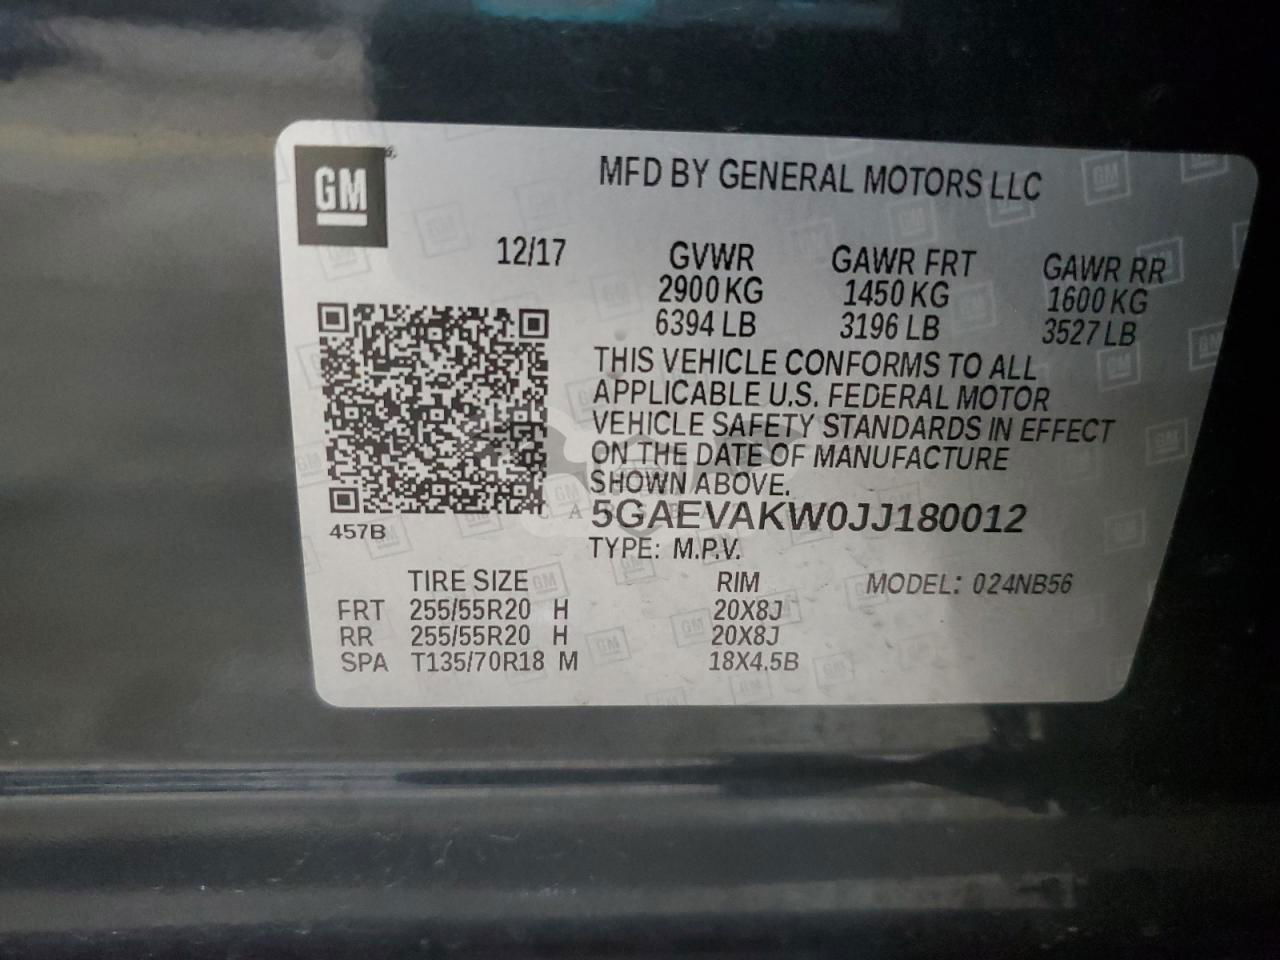 GM
MFD BY GENERAL MOTORS LLC
12/17 GVWR GAWR FRT GAWR RR
2900 KG 1450 KG 1600 KG
6394 LB 3196 LB 3527 LB
THIS VEHICLE CONFORMS TO ALL
APPLICABLE U.S. FEDERAL MOTOR
VEHICLE SAFETY STANDARDS IN EFFECT
ON THE DATE OF MANUFACTURE
SHOWN ABOVE.
457B
5GAEVAKW0JJ180012
TYPE: M.P.V.
TIRE SIZE RIM MODEL: 024NB56
FRT 255/55R20 H 20X8J
RR 255/55R20 H 20X8J
SPA T135/70R18 M 18X4.5B